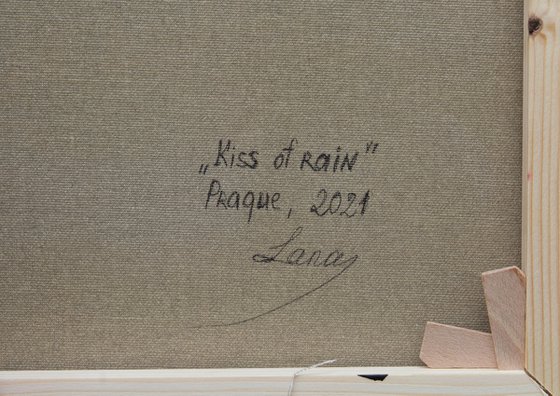 „Kiss of RAIN"
Praque, 2021
Lana